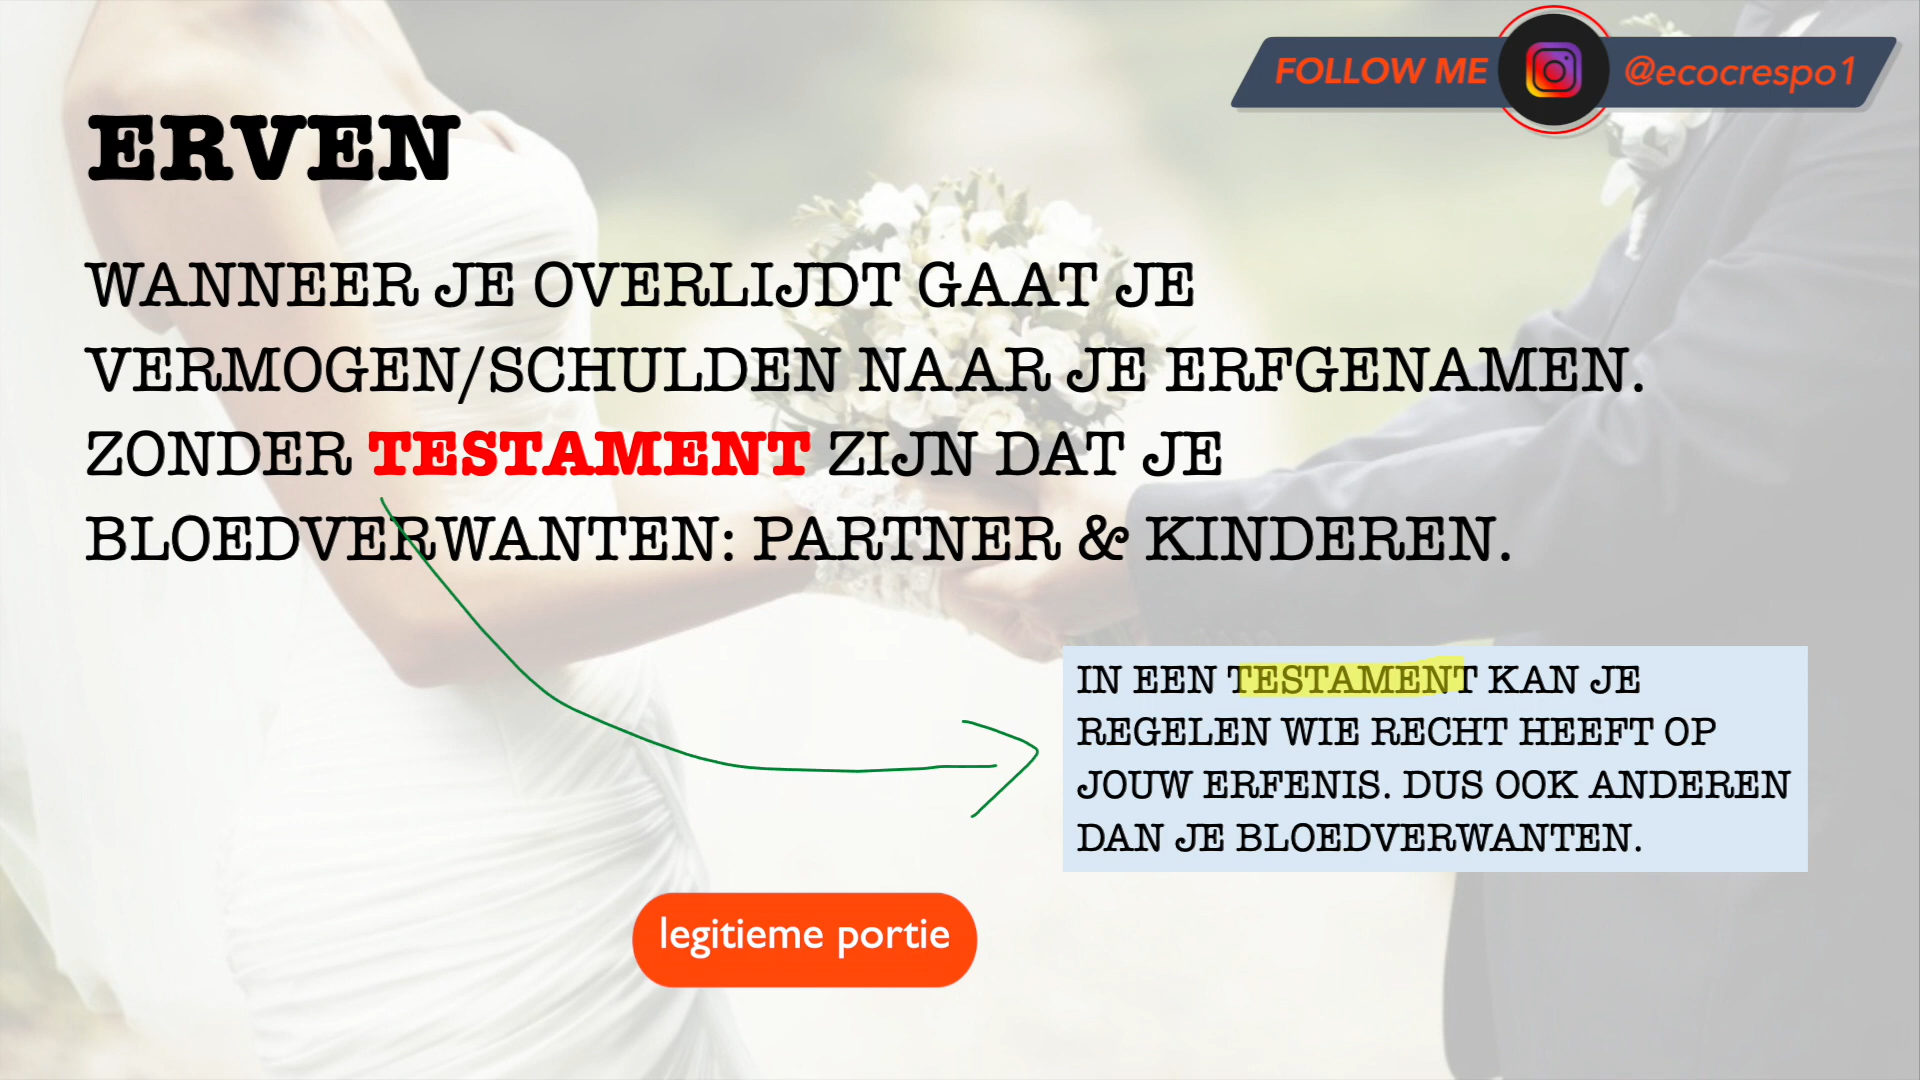 FOLLOW ME @ecocrespo1
ERVEN
WANNEER JE OVERLIJDT GAAT JE
VERMOGEN/SCHULDEN NAAR JE ERFGENAMEN.
ZONDER TESTAMENT ZIJN DAT JE
BLOEDVERWANTEN: PARTNER & KINDEREN.
IN EEN TESTAMENT KAN JE
REGELEN WIE RECHT HEEFT OP
JOUW ERFENIS. DUS OOK ANDEREN
DAN JE BLOEDVERWANTEN.
legitieme portie